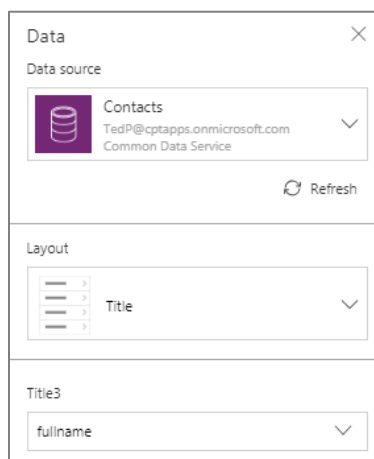 Data
Data source
Contacts
TedP@cptapps.onmicrosoft.com
Common Data Service
Refresh
Layout
Title
Title3
fullname